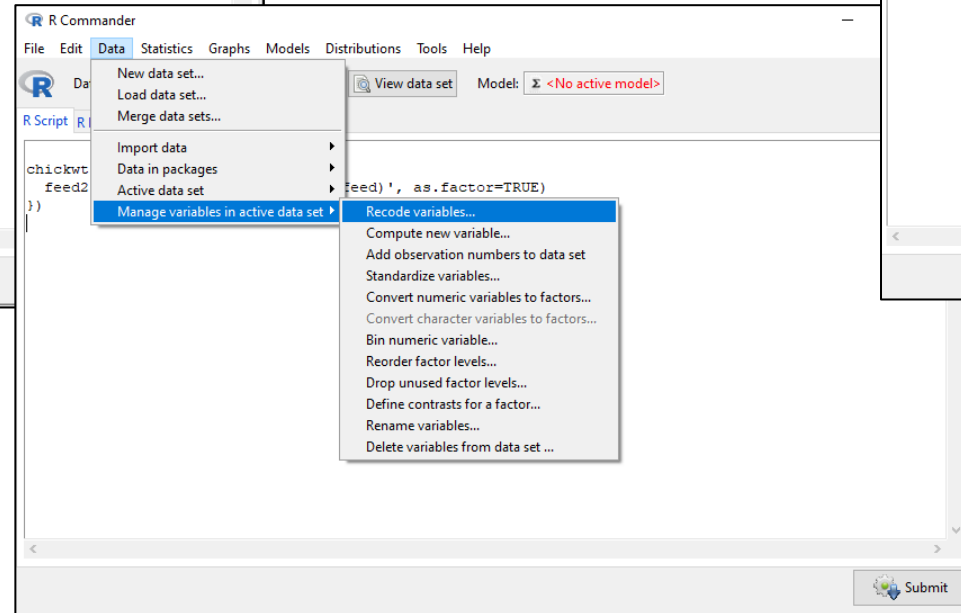 R Commander
File Edit Data Statistics Graphs Models Distributions Tools Help
R Da View data set Model: Σ <No active model>
New data set...
Load data set...
Merge data sets...
Import data
Data in packages
Active data set
Manage variables in active data set
R Script R
chickwt
feed2 feed)', as.factor=TRUE)
})
Recode variables...
Compute new variable...
Add observation numbers to data set
Standardize variables...
Convert numeric variables to factors...
Convert character variables to factors...
Bin numeric variable...
Reorder factor levels...
Drop unused factor levels...
Define contrasts for a factor...
Rename variables...
Delete variables from data set ...
Submit